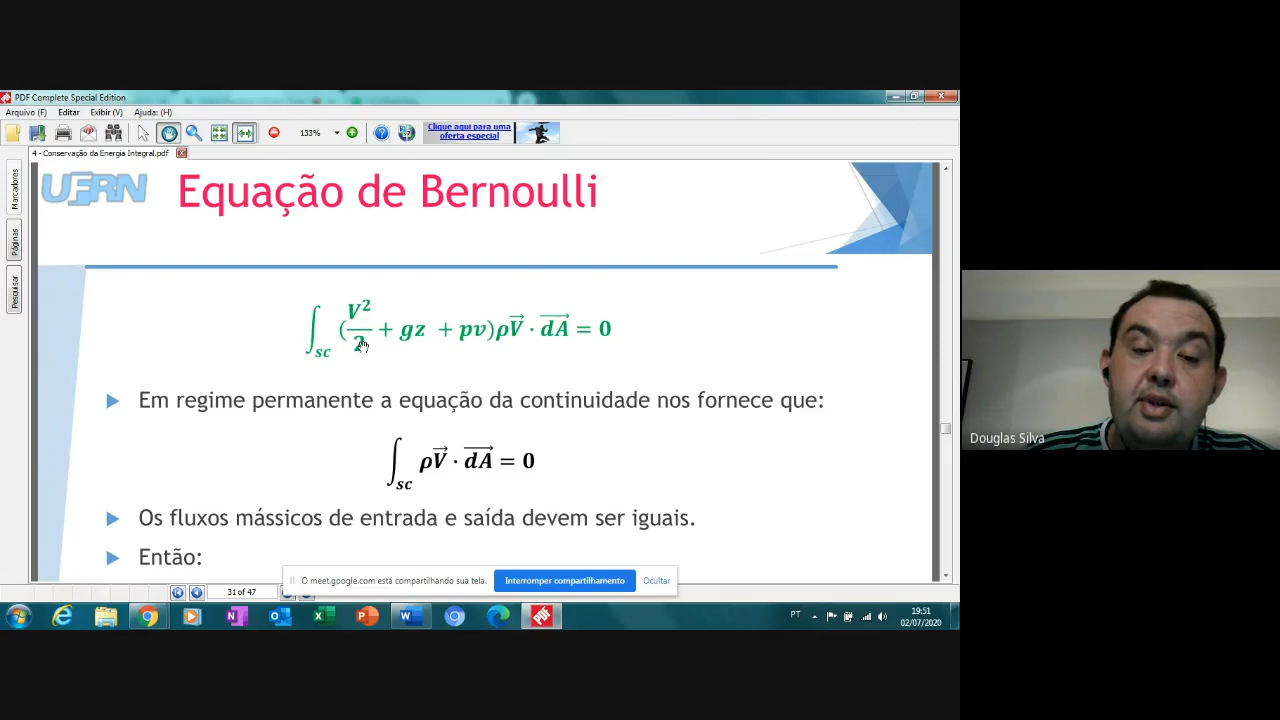 PDF Complete Special Edition
Arquivo (F) Editar Exibir (V) Ajuda: (H)
133%
Clique aqui para uma
oferta especial
4 - Conservação da Energia Integral.pdf
Marcadores
Páginas
Pesquisar
UFRN
Equação de Bernoulli
∫sc (V²/2 + gz + pv)ρV⃗ · dA⃗ = 0
Em regime permanente a equação da continuidade nos fornece que:
∫sc ρV⃗ · dA⃗ = 0
Os fluxos mássicos de entrada e saída devem ser iguais.
Então:
O meet.google.com está compartilhando sua tela.
Interromper compartilhamento
Ocultar
31 of 47
PT
19:51
02/07/2020
Douglas Silva